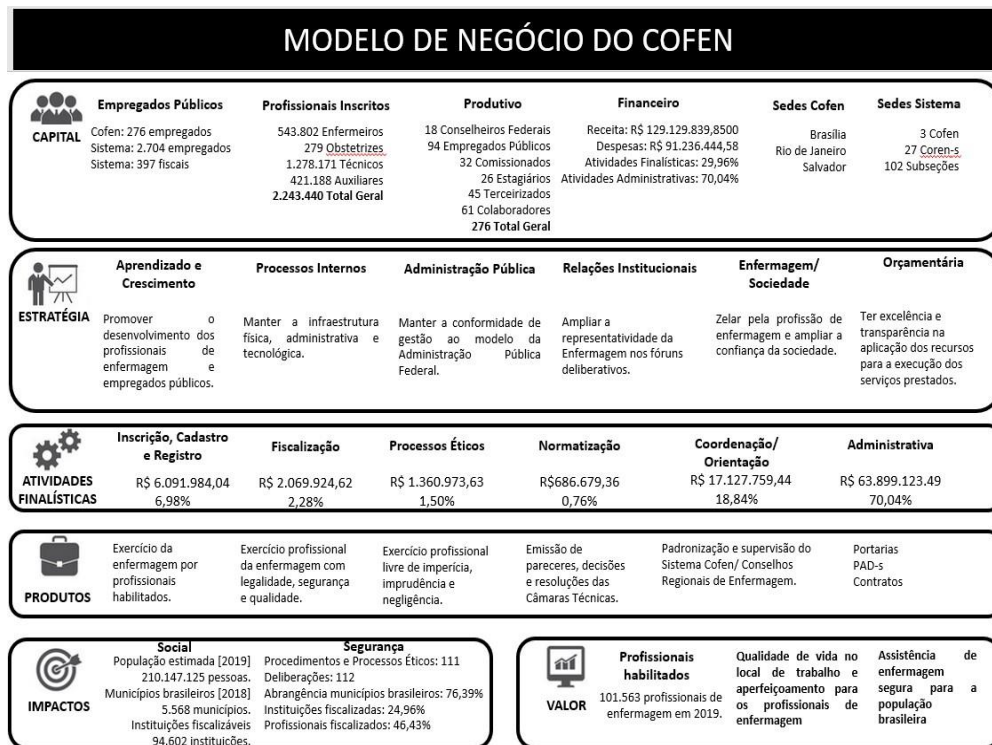 MODELO DE NEGÓCIO DO COFEN
CAPITAL
Empregados Públicos
Cofen: 276 empregados
Sistema: 2.704 empregados
Sistema: 397 fiscais
Profissionais Inscritos
543.802 Enfermeiros
279 Obstetrizes
1.278.171 Técnicos
421.188 Auxiliares
2.243.440 Total Geral
Produtivo
18 Conselheiros Federais
94 Empregados Públicos
32 Comissionados
26 Estagiários
45 Terceirizados
61 Colaboradores
276 Total Geral
Financeiro
Receita: R$ 129.129.839,8500
Despesas: R$ 91.236.444,58
Atividades Finalísticas: 29,96%
Atividades Administrativas: 70,04%
Sedes Cofen
Brasília
Rio de Janeiro
Salvador
Sedes Sistema
3 Cofen
27 Coren-s
102 Subseções
ESTRATÉGIA
Aprendizado e
Crescimento
Promover o
desenvolvimento dos
profissionais de
enfermagem e
empregados públicos.
Processos Internos
Manter a infraestrutura
física, administrativa e
tecnológica.
Administração Pública
Manter a conformidade de
gestão ao modelo da
Administração Pública
Federal.
Relações Institucionais
Ampliar a
representatividade da
Enfermagem nos fóruns
deliberativos.
Enfermagem/
Sociedade
Zelar pela profissão de
enfermagem e ampliar a
confiança da sociedade.
Orçamentária
Ter excelência e
transparência na
aplicação dos recursos
para a execução dos
serviços prestados.
ATIVIDADES
FINALÍSTICAS
Inscrição, Cadastro
e Registro
R$ 6.091.984,04
6,98%
Fiscalização
R$ 2.069.924,62
2,28%
Processos Éticos
R$ 1.360.973,63
1,50%
Normatização
R$686.679,36
0,76%
Coordenação/
Orientação
R$ 17.127.759,44
18,84%
Administrativa
R$ 63.899.123.49
70,04%
PRODUTOS
Exercício da
enfermagem por
profissionais
habilitados.
Exercício profissional
da enfermagem com
legalidade, segurança
e qualidade.
Exercício profissional
livre de imperícia,
imprudência e
negligência.
Emissão de
pareceres, decisões
e resoluções das
Câmaras Técnicas.
Padronização e supervisão do
Sistema Cofen/ Conselhos
Regionais de Enfermagem.
Portarias
PAD-s
Contratos
IMPACTOS
Social
População estimada [2019]
210.147.125 pessoas.
Municípios brasileiros [2018]
5.568 municípios.
Instituições fiscalizáveis
94.602 instituições.
Segurança
Procedimentos e Processos Éticos: 111
Deliberações: 112
Abrangência municípios brasileiros: 76,39%
Instituições fiscalizadas: 24,96%
Profissionais fiscalizados: 46,43%
VALOR
Profissionais
habilitados
101.563 profissionais de
enfermagem em 2019.
Qualidade de vida no
local de trabalho e
aperfeiçoamento para
os profissionais de
enfermagem
Assistência de
enfermagem
segura para a
população
brasileira